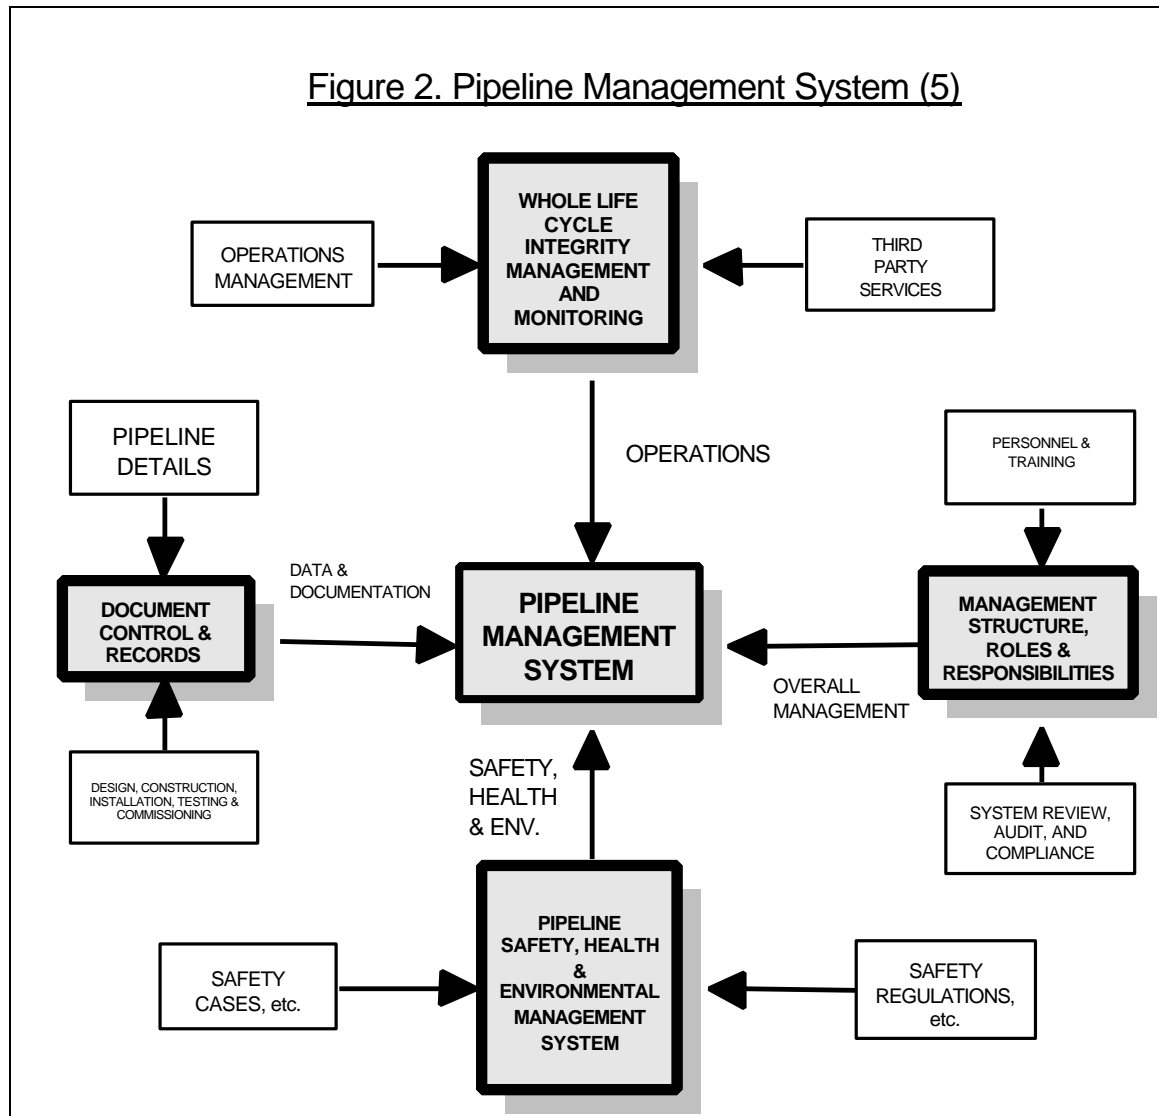 Figure 2. Pipeline Management System (5)
WHOLE LIFE
CYCLE
INTEGRITY
MANAGEMENT
AND
MONITORING
OPERATIONS
MANAGEMENT
THIRD
PARTY
SERVICES
PIPELINE
DETAILS
OPERATIONS
PERSONNEL &
TRAINING
DATA &
DOCUMENTATION
DOCUMENT
CONTROL &
RECORDS
PIPELINE
MANAGEMENT
SYSTEM
MANAGEMENT
STRUCTURE,
ROLES &
RESPONSIBILITIES
OVERALL
MANAGEMENT
DESIGN, CONSTRUCTION,
INSTALLATION, TESTING &
COMMISSIONING
SAFETY,
HEALTH
& ENV.
SYSTEM REVIEW,
AUDIT, AND
COMPLIANCE
PIPELINE
SAFETY, HEALTH
&
ENVIRONMENTAL
MANAGEMENT
SYSTEM
SAFETY
CASES, etc.
SAFETY
REGULATIONS,
etc.